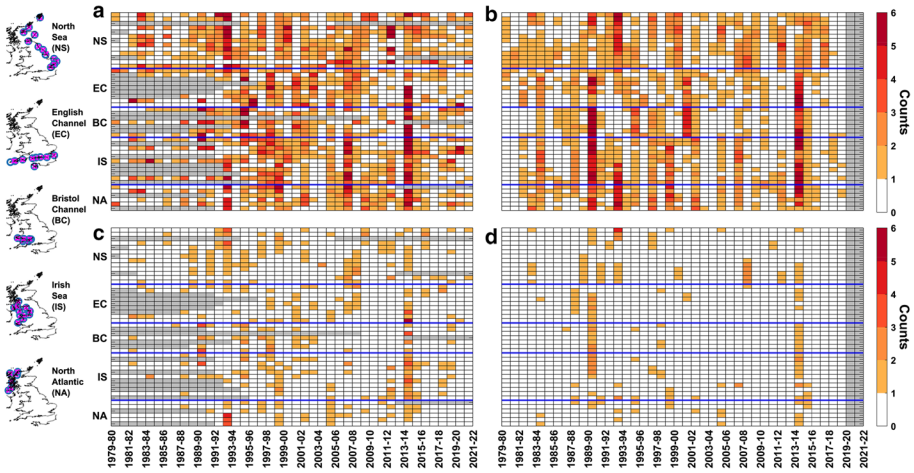 a
b
North
Sea
(NS)
English
Channel
(EC)
Bristol
Channel
(BC)
Irish
Sea
(IS)
North
Atlantic
(NA)
NS
EC
BC
IS
NA
6
5
4
3
2
1
0
Counts
c
d
NS
EC
BC
IS
NA
6
5
4
3
2
1
0
Counts
1979-80
1981-82
1983-84
1985-86
1987-88
1989-90
1991-92
1993-94
1995-96
1997-98
1999-00
2001-02
2003-04
2005-06
2007-08
2009-10
2011-12
2013-14
2015-16
2017-18
2019-20
2021-22
1979-80
1981-82
1983-84
1985-86
1987-88
1989-90
1991-92
1993-94
1995-96
1997-98
1999-00
2001-02
2003-04
2005-06
2007-08
2009-10
2011-12
2013-14
2015-16
2017-18
2019-20
2021-22